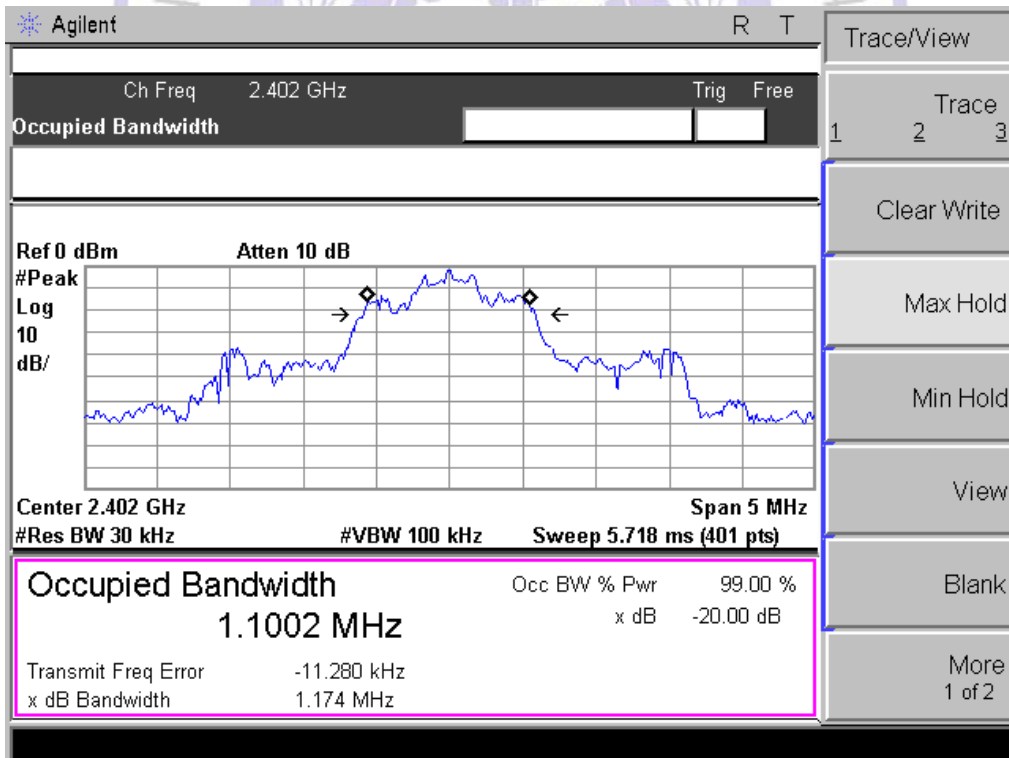 Agilent R T
Trace/View
Ch Freq 2.402 GHz Trig Free
Occupied Bandwidth
Trace
1 2 3
Clear Write
Max Hold
Min Hold
View
Blank
More
1 of 2
Ref 0 dBm Atten 10 dB
#Peak
Log
10
dB/
Center 2.402 GHz Span 5 MHz
#Res BW 30 kHz #VBW 100 kHz Sweep 5.718 ms (401 pts)
Occupied Bandwidth
1.1002 MHz
Occ BW % Pwr 99.00 %
x dB -20.00 dB
Transmit Freq Error -11.280 kHz
x dB Bandwidth 1.174 MHz